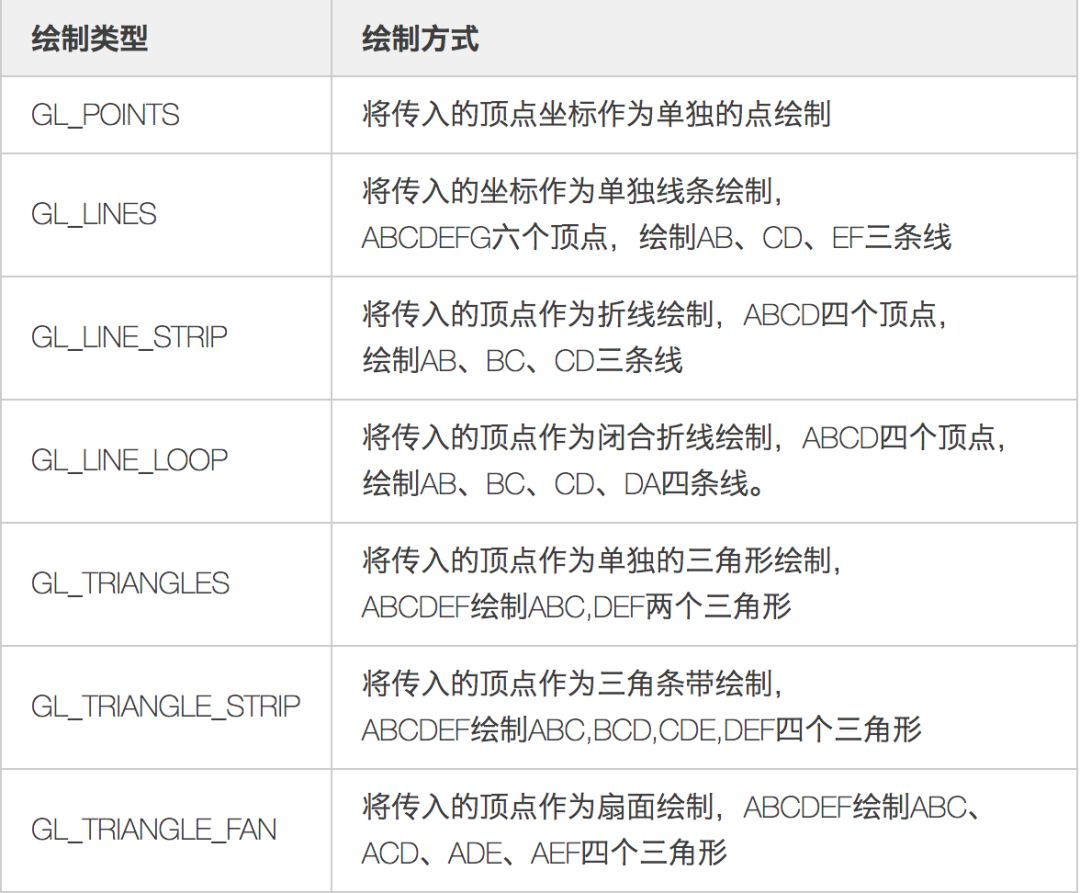 绘制类型 绘制方式
GL_POINTS 将传入的顶点坐标作为单独的点绘制
GL_LINES 将传入的坐标作为单独线条绘制,
ABCDEFG六个顶点，绘制AB、CD、EF三条线
GL_LINE_STRIP 将传入的顶点作为折线绘制，ABCD四个顶点,
绘制AB、BC、CD三条线
GL_LINE_LOOP 将传入的顶点作为闭合折线绘制，ABCD四个顶点,
绘制AB、BC、CD、DA四条线。
GL_TRIANGLES 将传入的顶点作为单独的三角形绘制,
ABCDEF绘制ABC,DEF两个三角形
GL_TRIANGLE_STRIP 将传入的顶点作为三角条带绘制,
ABCDEF绘制ABC,BCD,CDE,DEF四个三角形
GL_TRIANGLE_FAN 将传入的顶点作为扇面绘制，ABCDEF绘制ABC、
ACD、ADE、AEF四个三角形